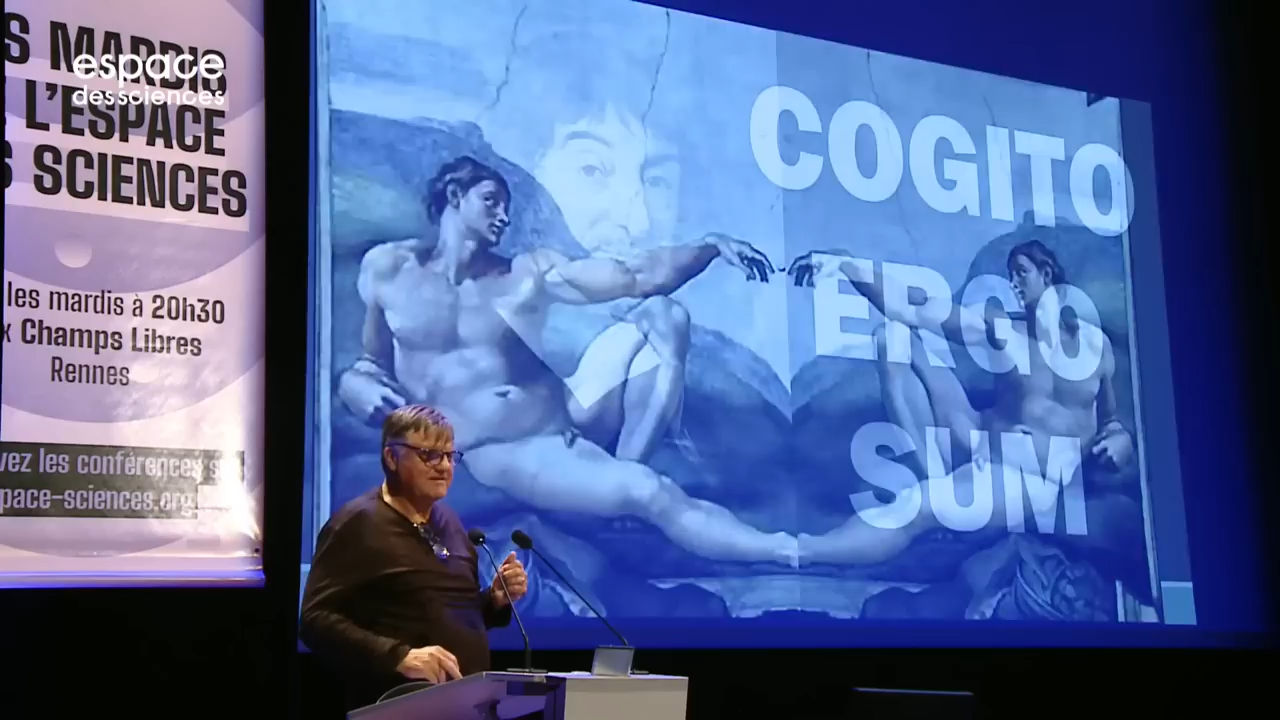 S MARDIS
L'ESPACE
S SCIENCES
espace
des sciences
les mardis à 20h30
x Champs Libres
Rennes
vez les conférences s
pace-sciences.org
COGITO
ERGO
SUM